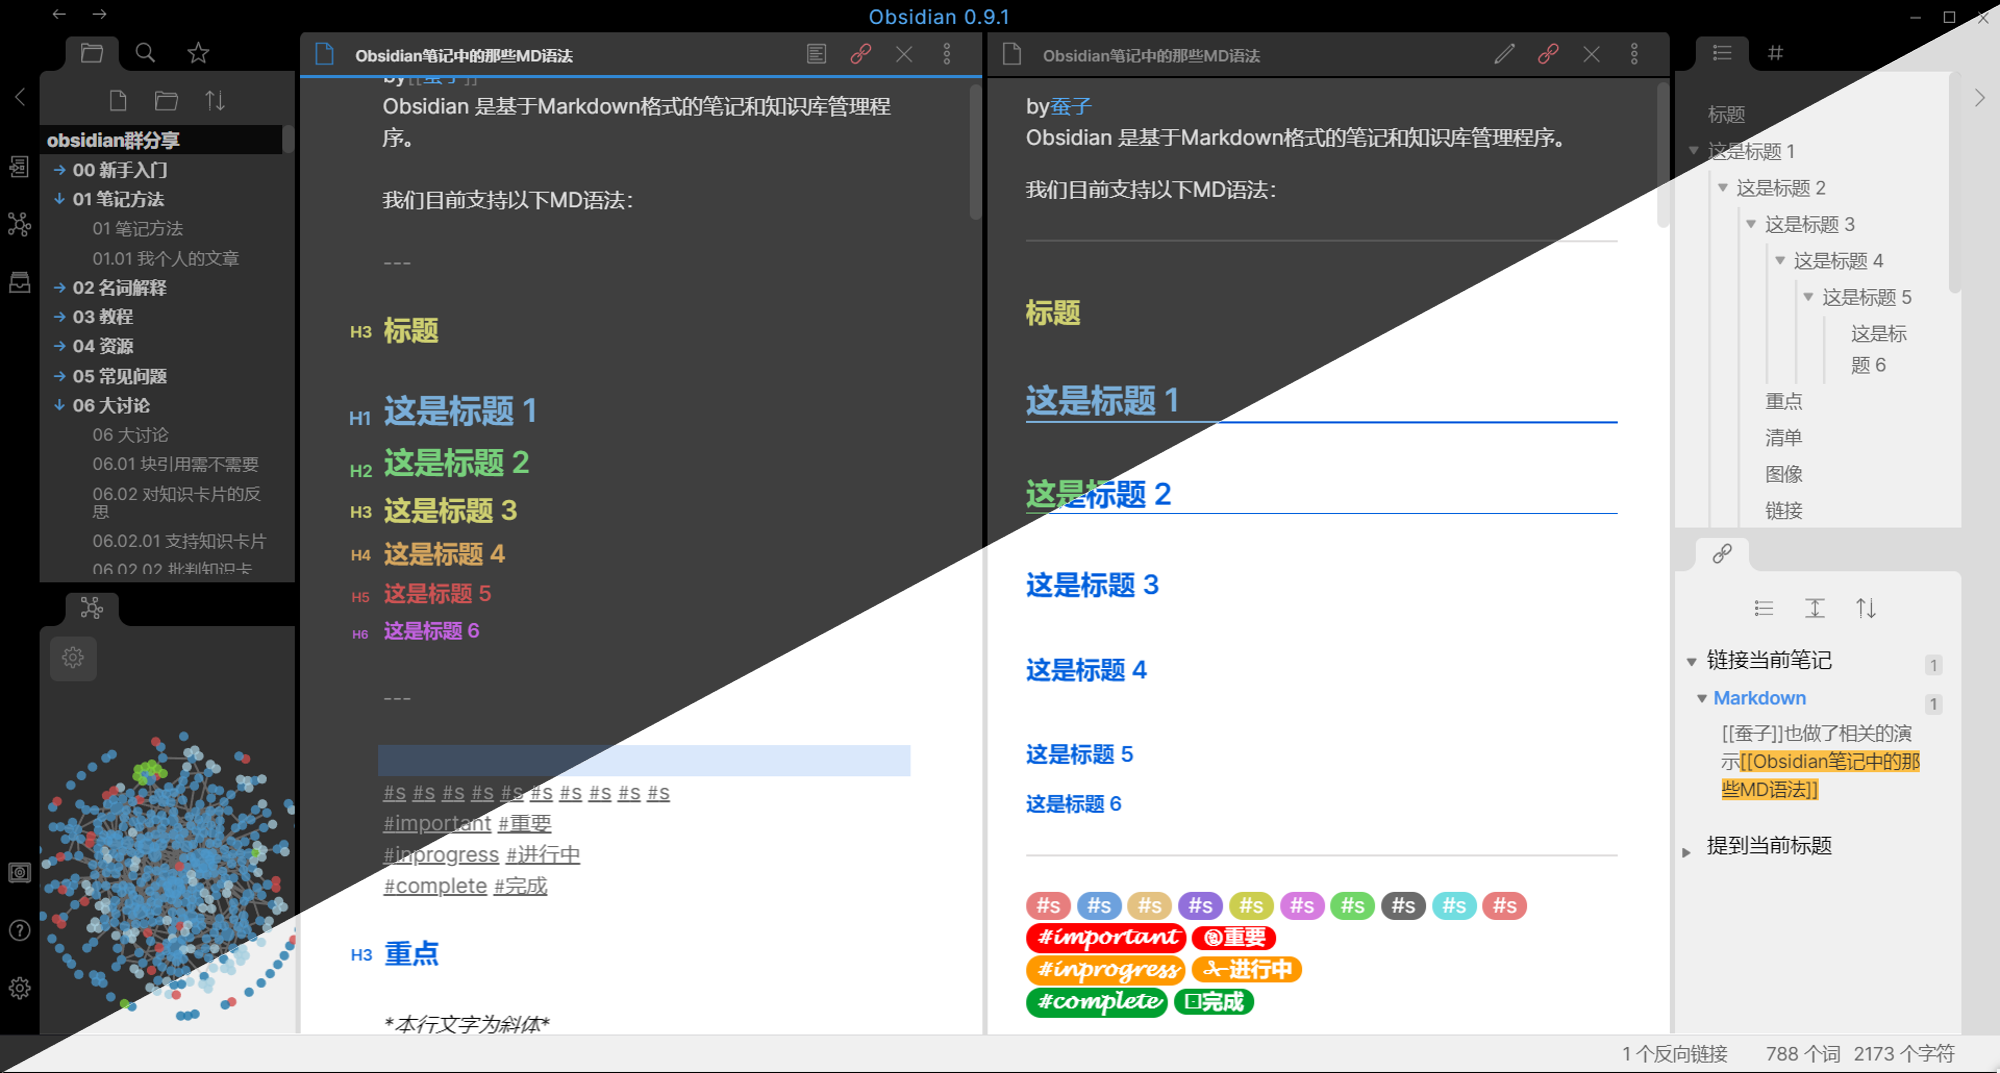 Obsidian 0.9.1
obsidian群分享
00 新手入门
01 笔记方法
01 笔记方法
01.01 我个人的文章
02 名词解释
03 教程
04 资源
05 常见问题
06 大讨论
06 大讨论
06.01 块引用需不需要
06.02 对知识卡片的反
思
06.02.01 支持知识卡片
06.02.02 批判知识卡
Obsidian笔记中的那些MD语法
by[[蚕子]]
Obsidian 是基于Markdown格式的笔记和知识库管理程
序。
我们目前支持以下MD语法：
---
H3 标题
H1 这是标题 1
H2 这是标题 2
H3 这是标题 3
H4 这是标题 4
H5 这是标题 5
H6 这是标题 6
---
#s #s #s #s #s #s #s #s #s #s
#important #重要
#inprogress #进行中
#complete #完成
H3 重点
*本行文字为斜体*
Obsidian笔记中的那些MD语法
by蚕子
Obsidian 是基于Markdown格式的笔记和知识库管理程序。
我们目前支持以下MD语法：
标题
这是标题 1
这是标题 2
这是标题 3
这是标题 4
这是标题 5
这是标题 6
#s #s #s #s #s #s #s #s #s #s
#important 重要
#inprogress 进行中
#complete 完成
标题
这是标题 1
这是标题 2
这是标题 3
这是标题 4
这是标题 5
这是标
题 6
重点
清单
图像
链接
链接当前笔记 1
Markdown 1
[[蚕子]]也做了相关的演
示[[Obsidian笔记中的那
些MD语法]]
提到当前标题
1 个反向链接 788 个词 2173 个字符